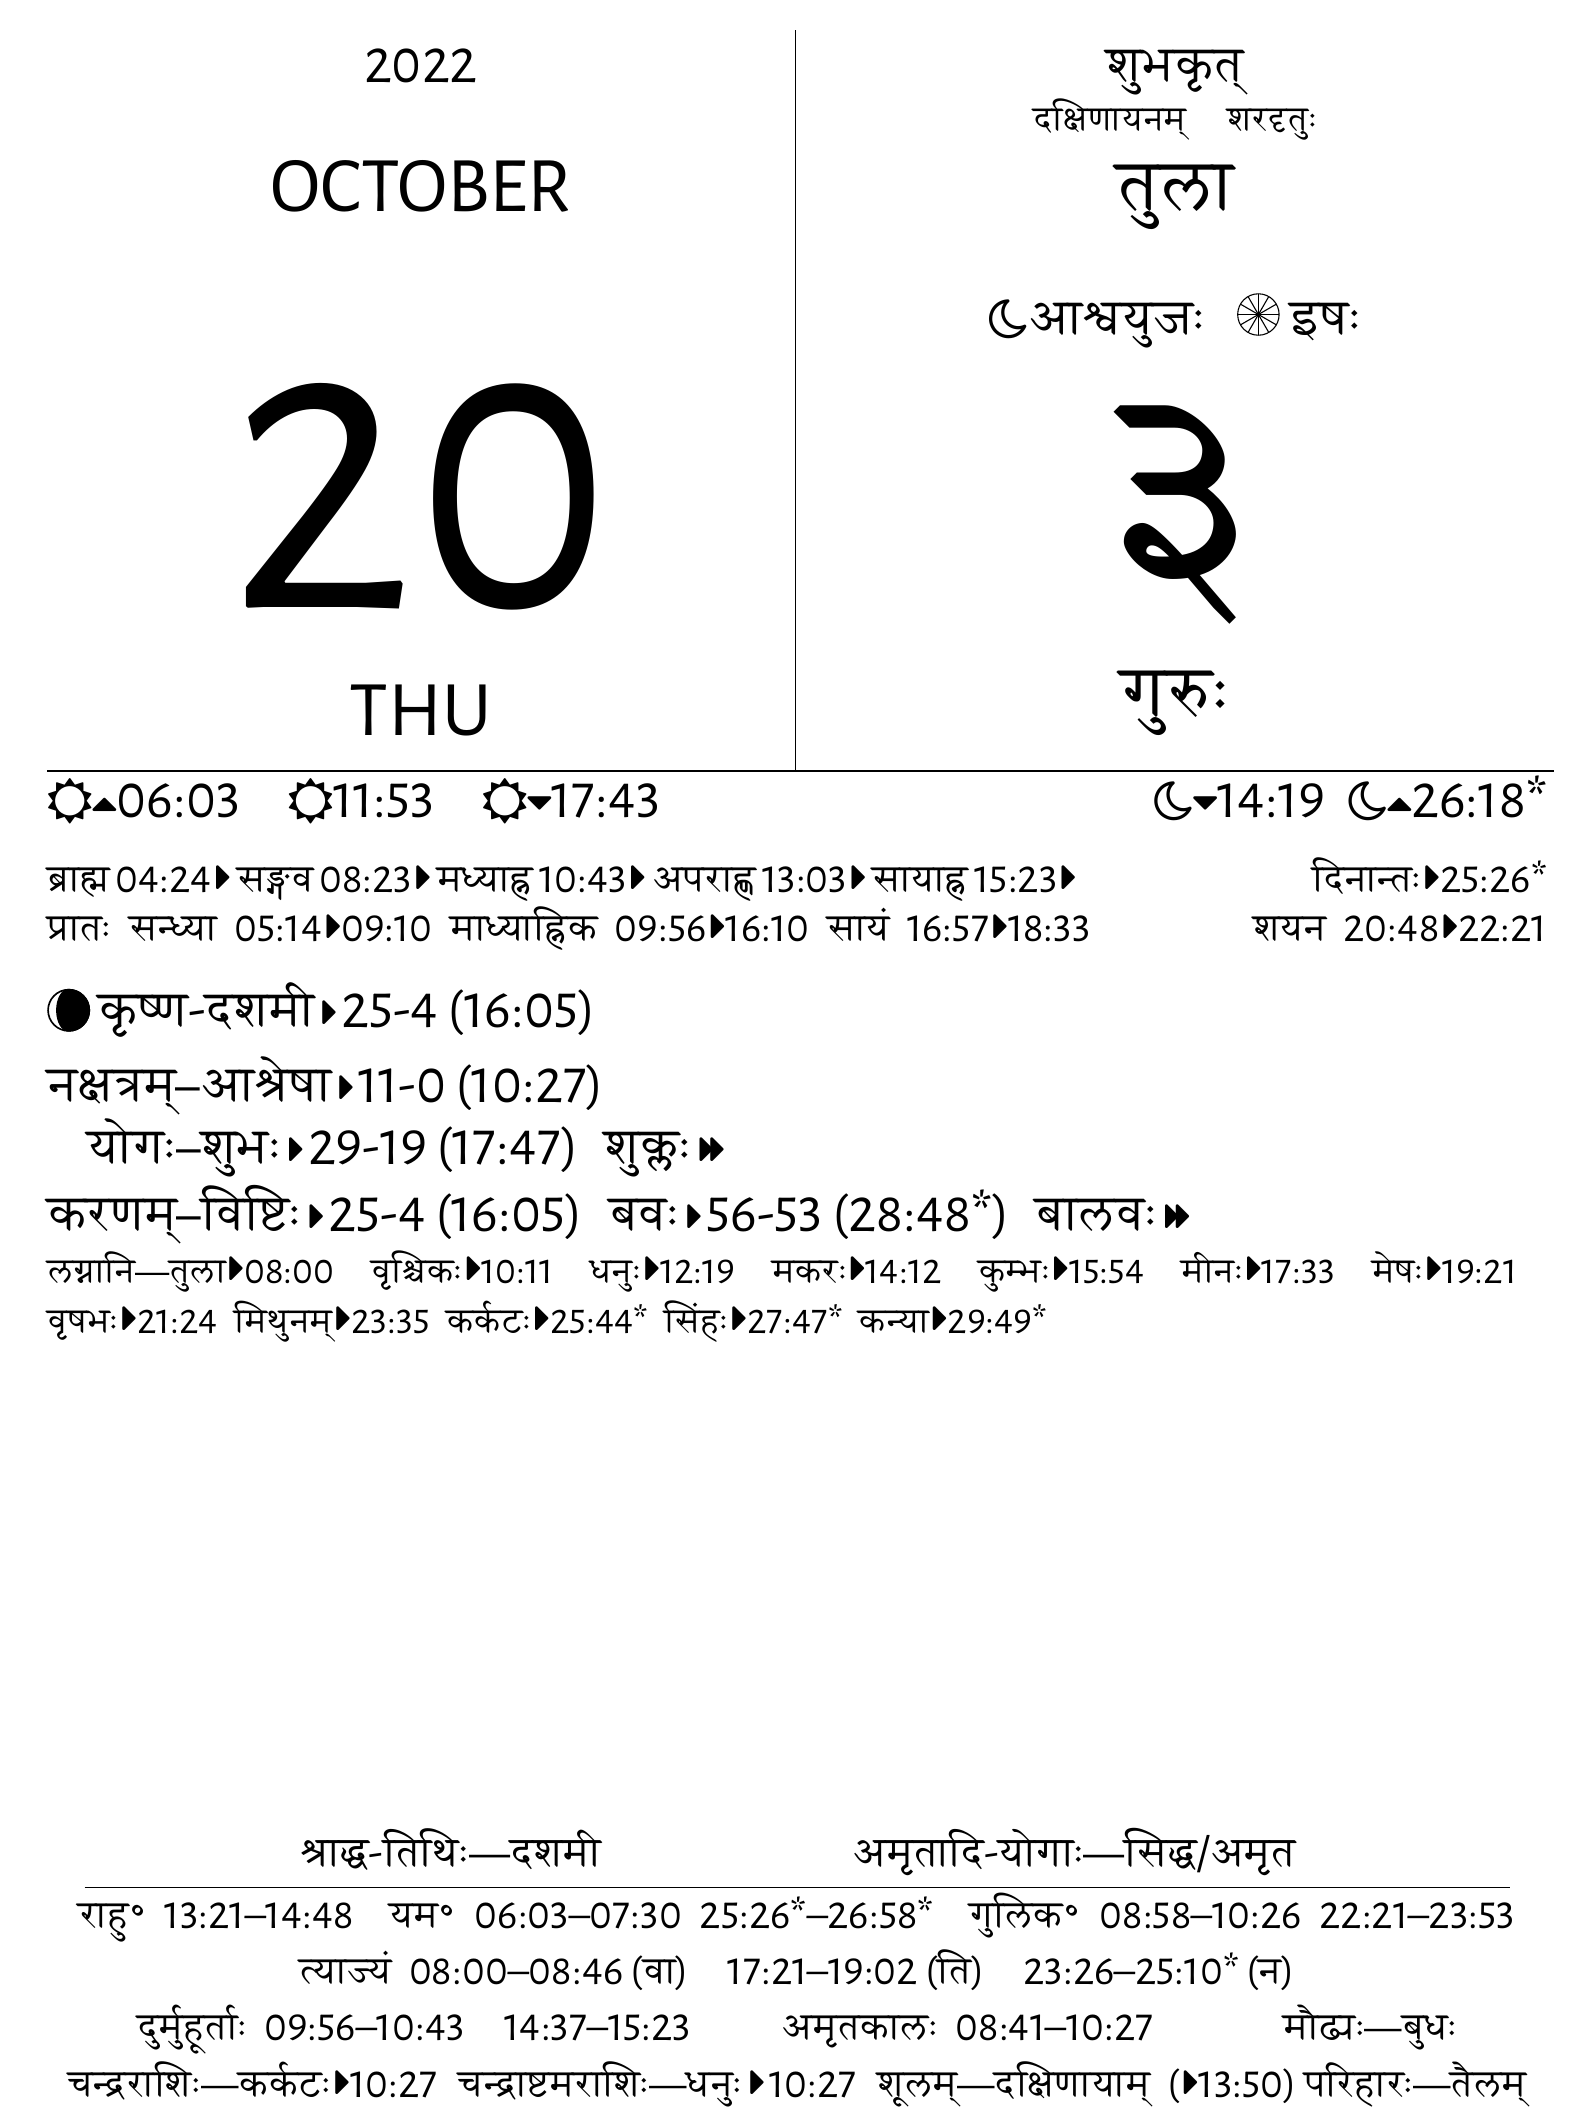 2022
OCTOBER
20
THU
शुभकृत्
दक्षिणायनम् शरदृतुः
तुला
आश्वयुजः इषः
३
गुरुः
06:03 11:53 17:43 14:19 26:18*
ब्राह्म 04:24 सङ्गव 08:23 मध्याह्न 10:43 अपराह्ण 13:03 सायाह्न 15:23 दिनान्तः 25:26*
प्रातः सन्ध्या 05:14 09:10 माध्याह्निक 09:56 16:10 सायं 16:57 18:33 शयन 20:48 22:21
कृष्ण-दशमी 25-4 (16:05)
नक्षत्रम्–आश्रेषा 11-0 (10:27)
योगः–शुभः 29-19 (17:47) शुक्लः
करणम्–विष्टिः 25-4 (16:05) बवः 56-53 (28:48*) बालवः
लग्नानि—तुला 08:00 वृश्चिकः 10:11 धनुः 12:19 मकरः 14:12 कुम्भः 15:54 मीनः 17:33 मेषः 19:21
वृषभः 21:24 मिथुनम् 23:35 कर्कटः 25:44* सिंहः 27:47* कन्या 29:49*
श्राद्ध-तिथिः—दशमी अमृतादि-योगाः—सिद्ध/अमृत
राहु॰ 13:21–14:48 यम॰ 06:03–07:30 25:26*–26:58* गुलिक॰ 08:58–10:26 22:21–23:53
त्याज्यं 08:00–08:46 (वा) 17:21–19:02 (ति) 23:26–25:10* (न)
दुर्मुहूर्ताः 09:56–10:43 14:37–15:23 अमृतकालः 08:41–10:27 मौढ्यः—बुधः
चन्द्रराशिः—कर्कटः 10:27 चन्द्राष्टमराशिः—धनुः 10:27 शूलम्—दक्षिणायाम् (13:50) परिहारः—तैलम्